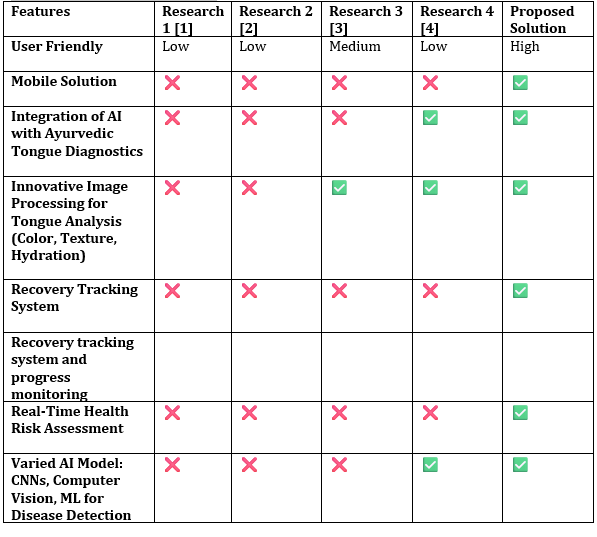 Features Research 1 [1] Research 2 [2] Research 3 [3] Research 4 [4] Proposed Solution
User Friendly Low Low Medium Low High
Mobile Solution ❌ ❌ ❌ ❌ ✅
Integration of AI with Ayurvedic Tongue Diagnostics ❌ ❌ ❌ ✅ ✅
Innovative Image Processing for Tongue Analysis (Color, Texture, Hydration) ❌ ❌ ✅ ✅ ✅
Recovery Tracking System ❌ ❌ ❌ ❌ ✅
Recovery tracking system and progress monitoring
Real-Time Health Risk Assessment ❌ ❌ ❌ ❌ ✅
Varied AI Model: CNNs, Computer Vision, ML for Disease Detection ❌ ❌ ❌ ✅ ✅